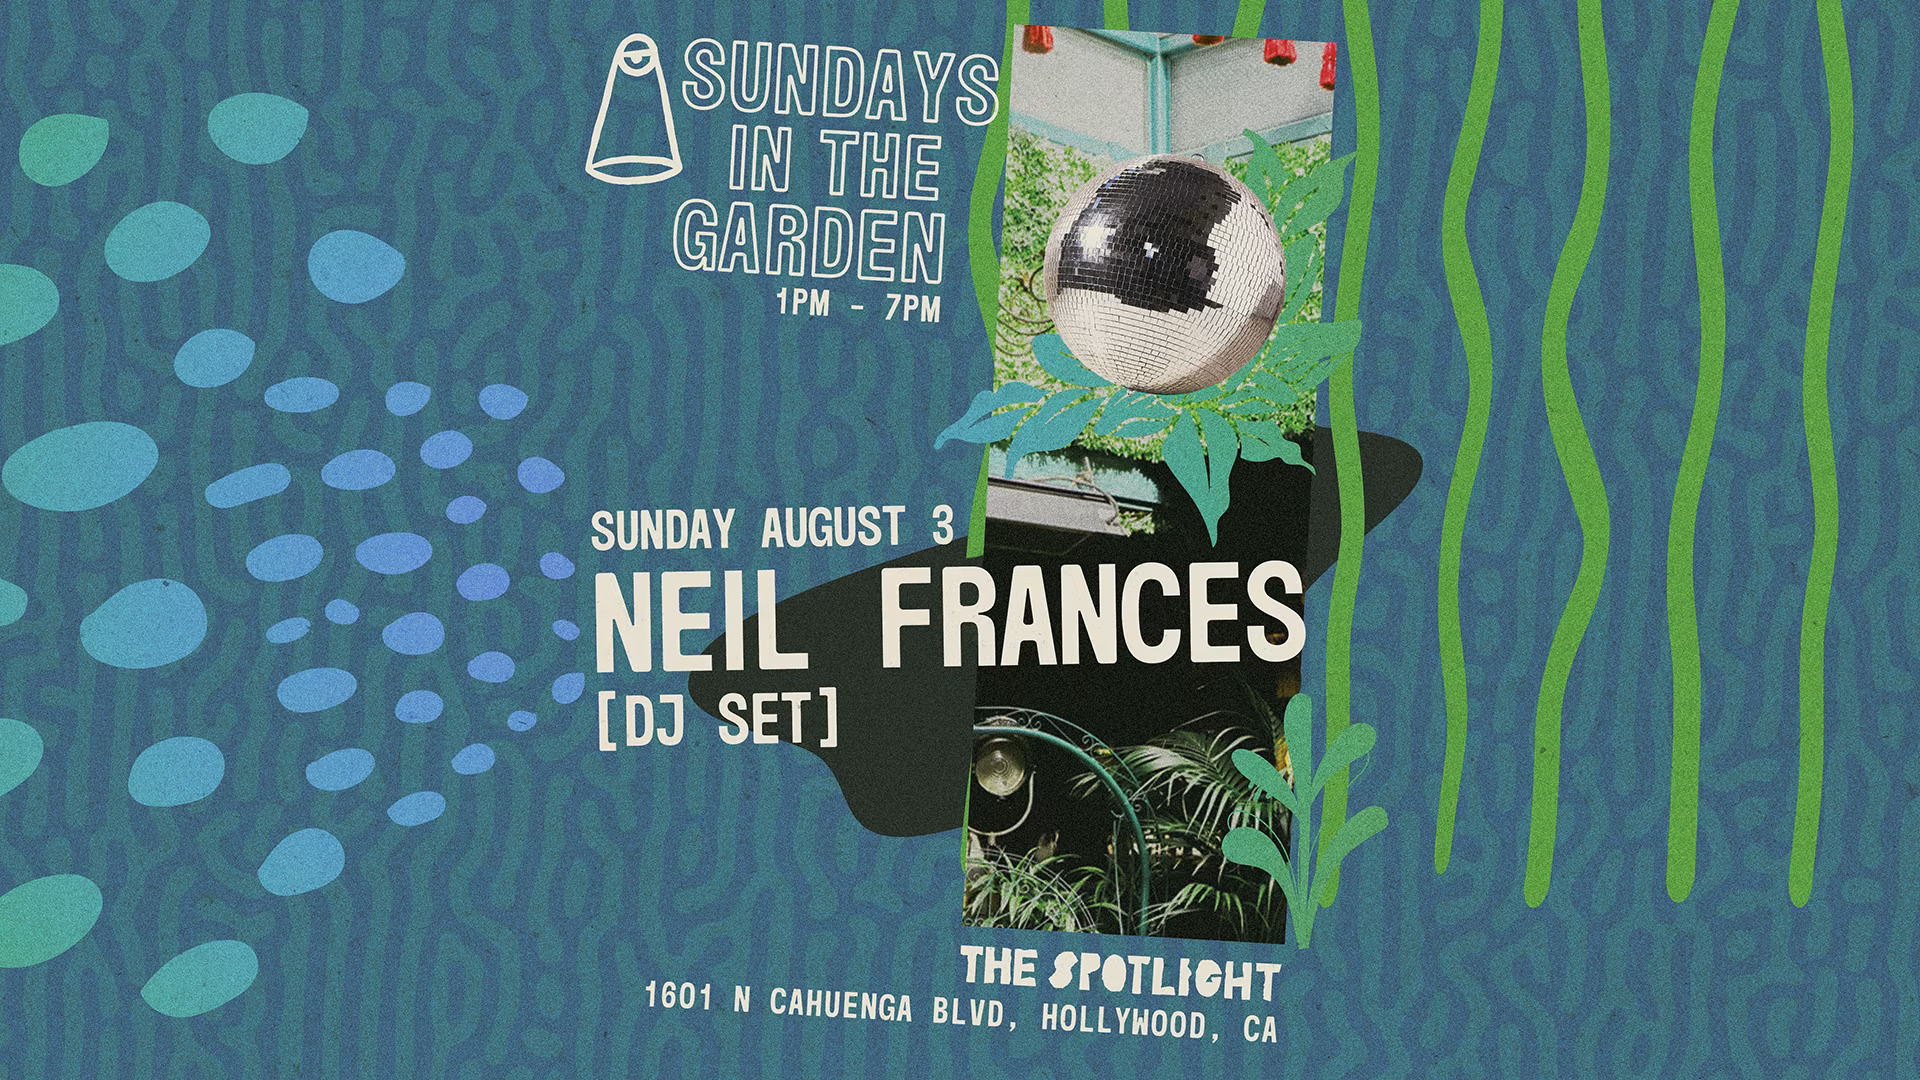 SUNDAYS
IN THE
GARDEN
1PM - 7PM
SUNDAY AUGUST 3
NEIL FRANCES
[DJ SET]
THE SPOTLIGHT
1601 N CAHUENGA BLVD, HOLLYWOOD, CA